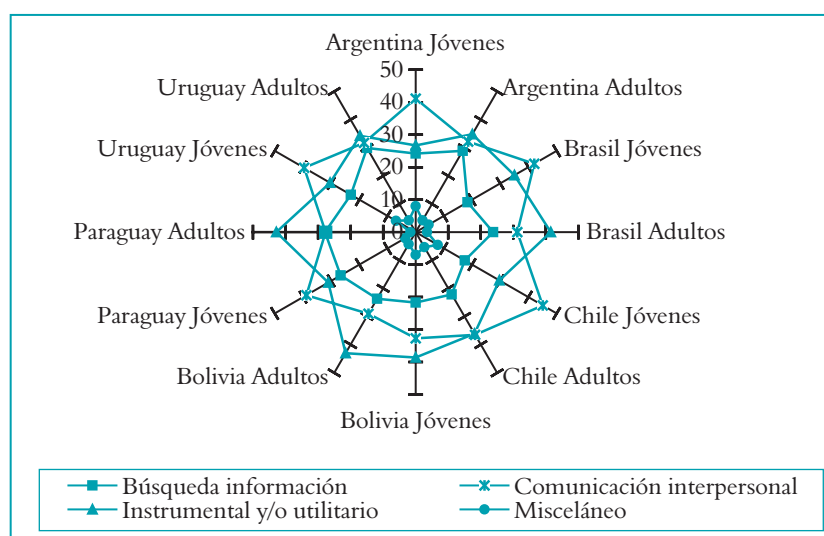 Argentina Jóvenes
50
Uruguay Adultos
Argentina Adultos
40
Uruguay Jóvenes
30
Brasil Jóvenes
20
10
Paraguay Adultos
0
Brasil Adultos
Paraguay Jóvenes
Chile Jóvenes
Bolivia Adultos
Chile Adultos
Bolivia Jóvenes
Búsqueda información
Comunicación interpersonal
Instrumental y/o utilitario
Misceláneo